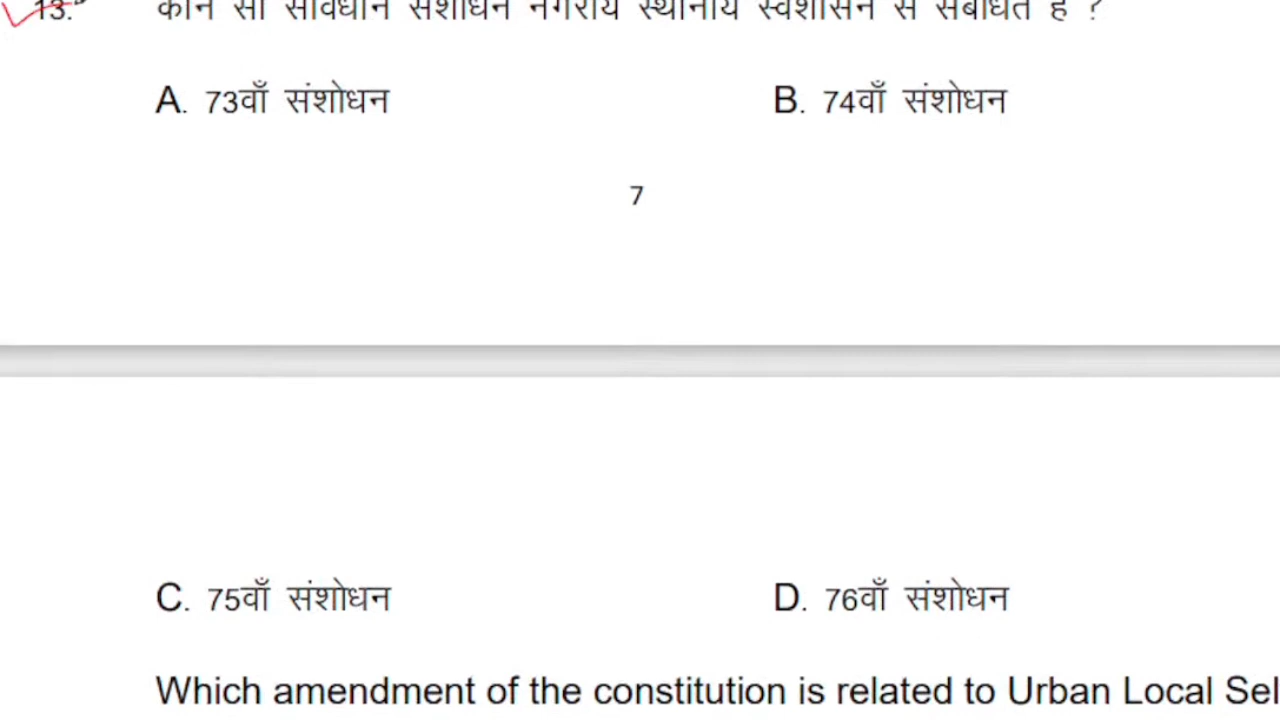 13. कौन सा संविधान संशोधन नगरीय स्थानीय स्वशासन से संबंधित है ?
A. 73वाँ संशोधन B. 74वाँ संशोधन
7
C. 75वाँ संशोधन D. 76वाँ संशोधन
Which amendment of the constitution is related to Urban Local Sel